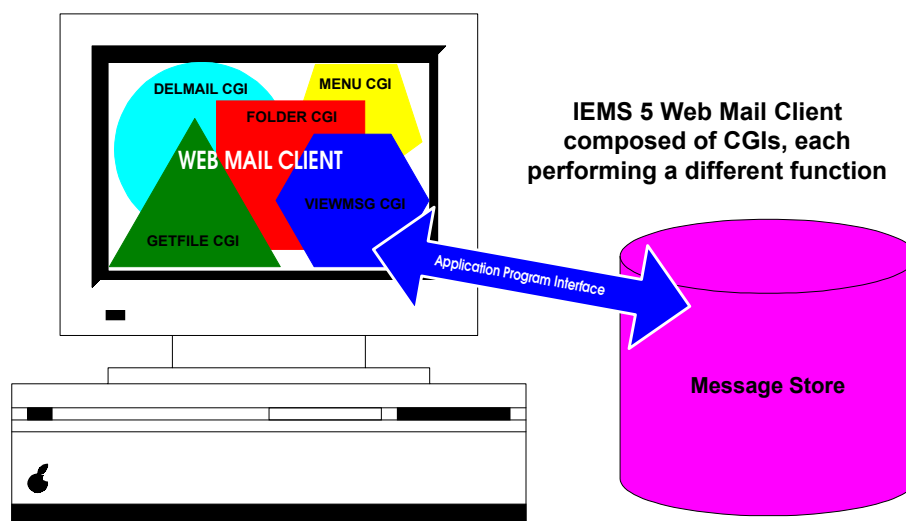 DELMAIL CGI
MENU CGI
FOLDER CGI
WEB MAIL CLIENT
VIEWMSG CGI
GETFILE CGI
IEMS 5 Web Mail Client
composed of CGIs, each
performing a different function
Application Program Interface
Message Store